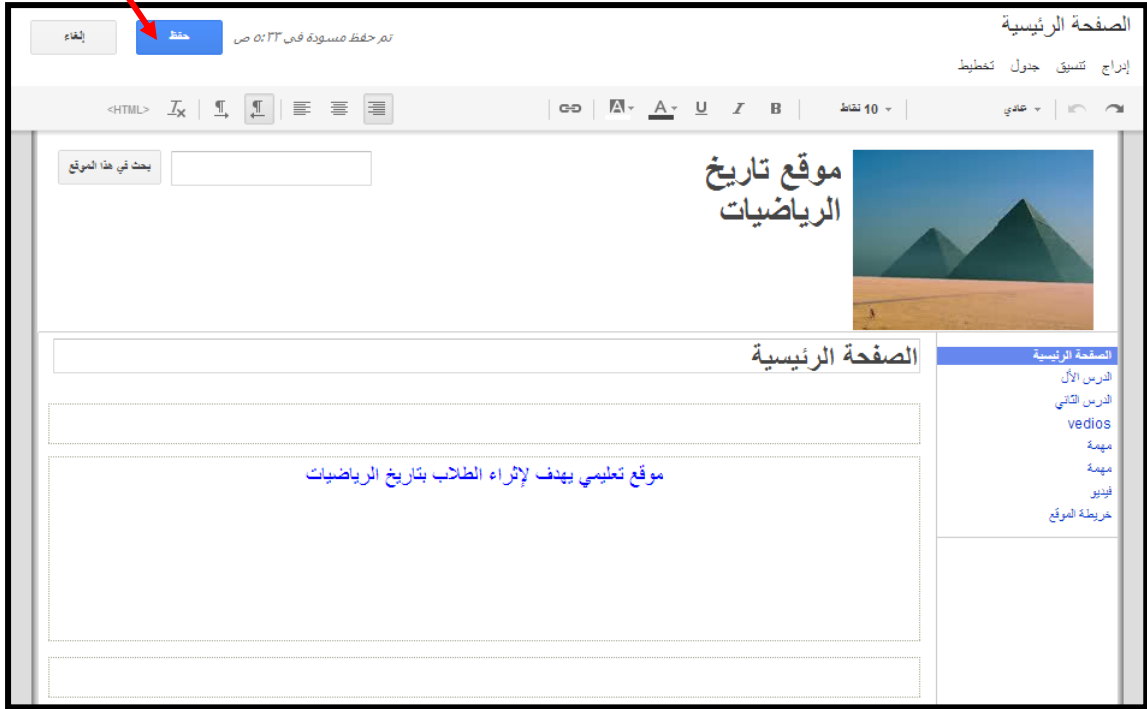 الصفحة الرئيسية
تم حفظ مسودة في ٥:٢٣ ص
حفظ
إلغاء
إدراج تنسيق جدول تخطيط
عادي
10 نقاط
B I U A A
<HTML>
موقع تاريخ
الرياضيات
بحث في هذا الموقع
الصفحة الرئيسية
الدرس الأل
الدرس الثاني
vedios
مهمة
مهمة
فيديو
خريطة الموقع
الصفحة الرئيسية
موقع تعليمي يهدف لإثراء الطلاب بتاريخ الرياضيات